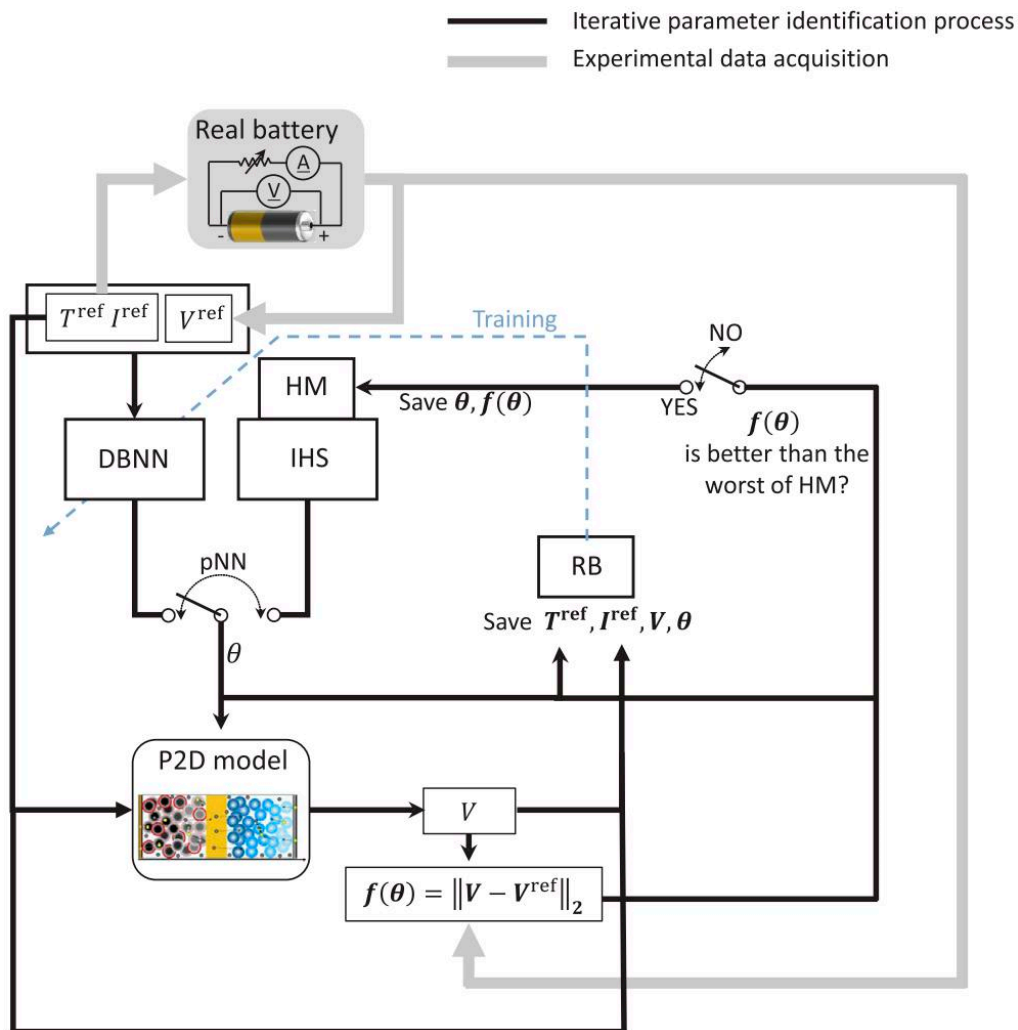 Iterative parameter identification process
Experimental data acquisition
Real battery
A
V
- +
T^ref I^ref V^ref
Training
NO
HM
Save θ, f(θ)
YES
f(θ)
is better than the
worst of HM?
DBNN
IHS
pNN
RB
Save T^ref, I^ref, V, θ
θ
P2D model
V
f(θ) = ‖V − V^ref‖₂